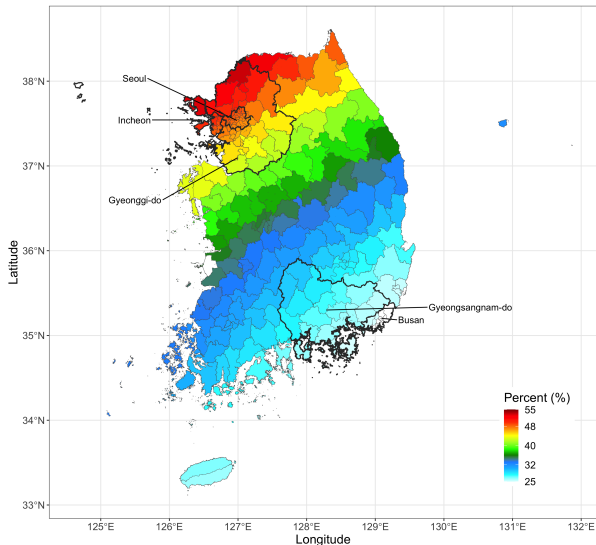 38°N
37°N
36°N
35°N
34°N
33°N
Latitude
Seoul
Incheon
Gyeonggi-do
Gyeongsangnam-do
Busan
Percent (%)
55
48
40
32
25
125°E
126°E
127°E
128°E
129°E
130°E
131°E
132°E
Longitude